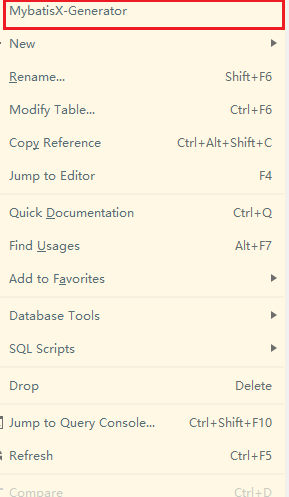 MybatisX-Generator
New
Rename... Shift+F6
Modify Table... Ctrl+F6
Copy Reference Ctrl+Alt+Shift+C
Jump to Editor F4
Quick Documentation Ctrl+Q
Find Usages Alt+F7
Add to Favorites
Database Tools
SQL Scripts
Drop Delete
Jump to Query Console... Ctrl+Shift+F10
Refresh Ctrl+F5
Compare Ctrl+D